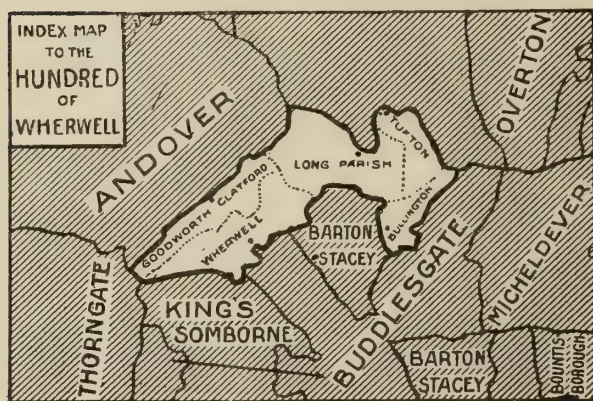 INDEX MAP
TO THE
HUNDRED
OF
WHERWELL
ANDOVER
OVERTON
TUFTON
LONG PARISH
GOODWORTH CLATFORD
WHERWELL
BULLINGTON
BARTON
STACEY
MICHELDEVER
BUDDLESGATE
THORNGATE
KINGS
SOMBORNE
BARTON
STACEY
BOUNTIS
BOROUGH